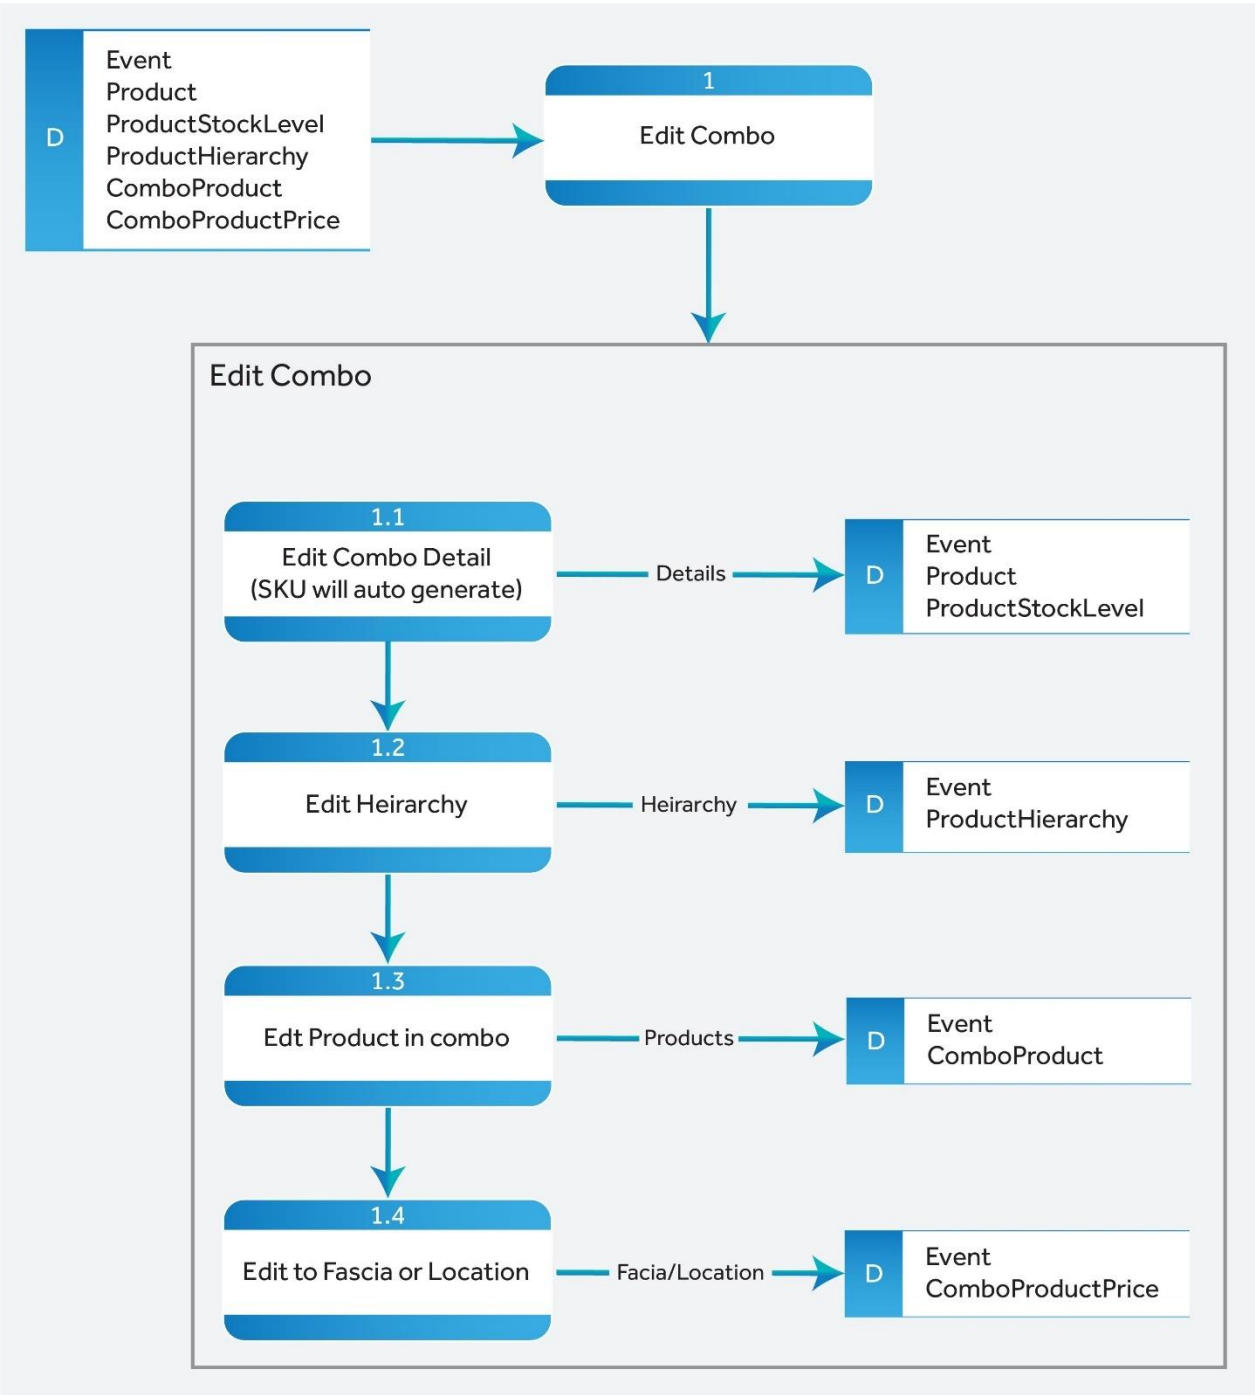 D
Event
Product
ProductStockLevel
ProductHierarchy
ComboProduct
ComboProductPrice
1
Edit Combo
Edit Combo
1.1
Edit Combo Detail
(SKU will auto generate)
Details
D
Event
Product
ProductStockLevel
1.2
Edit Heirarchy
Heirarchy
D
Event
ProductHierarchy
1.3
Edt Product in combo
Products
D
Event
ComboProduct
1.4
Edit to Fascia or Location
Facia/Location
D
Event
ComboProductPrice